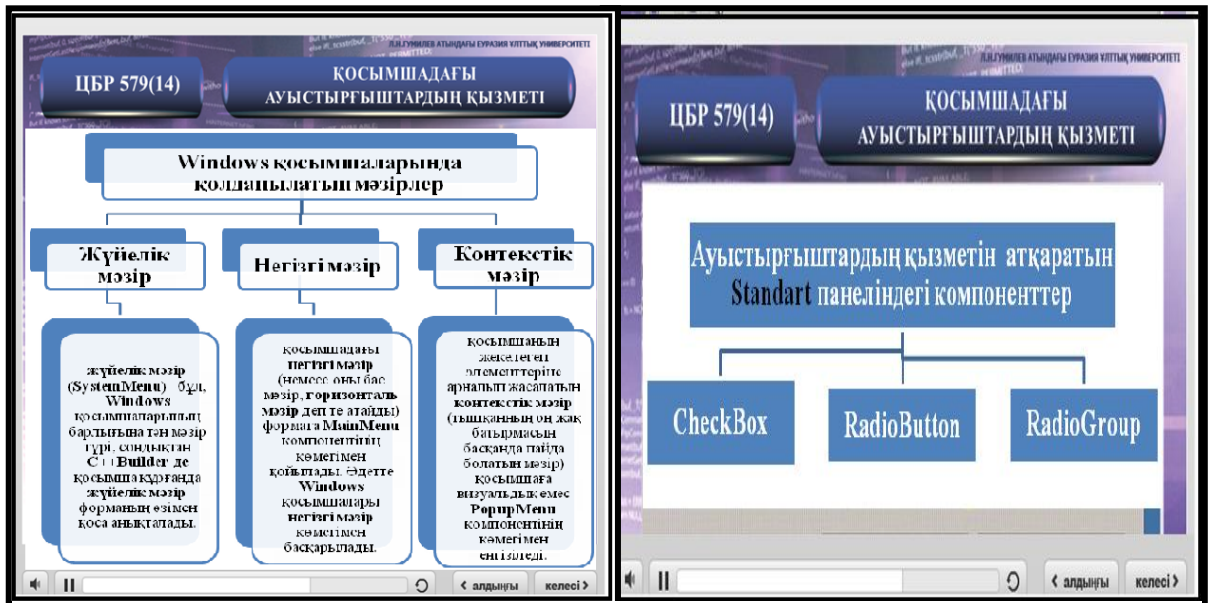 Л.Н.ГУМИЛЕВ АТЫНДАҒЫ ЕУРАЗИЯ ҰЛТТЫҚ УНИВЕРСИТЕТІ
ЦБР 579(14)
ҚОСЫМШАДАҒЫ
АУЫСТЫРҒЫШТАРДЫҢ ҚЫЗМЕТІ
Windows қосымшаларында
қолданылатын мәзірлер
Жүйелік
мәзір
Негізгі мәзір
Контекстік
мәзір
жүйелік мәзір
(SystemMenu) бұл,
Windows
қосымшаларының
барлығына тән мәзір
түрі, сондықтан
C++Builder-де
қосымша құрғанда
жүйелік мәзір
форманың өзімен
қоса анықталады.
қосымшадағы
негізгі мәзір
(немесе оны бас
мәзір, горизонталь
мәзір деп те атайды)
формаға MainMenu
компонентінің
көмегімен
қойылады. Әдетте
Windows
қосымшалары
негізгі мәзір
көмегімен
басқарылады.
қосымшаның
жекелеген
элементтеріне
арналып жасалатын
контекстік мәзір
(тышқанның оң жақ
батырмасын
басқанда пайда
болатын мәзір)
қосымшаға
визуальдық емес
PopupMenu
компонентінің
көмегімен
енгізіледі.
< алдыңғы
келесі >
Л.Н.ГУМИЛЕВ АТЫНДАҒЫ ЕУРАЗИЯ ҰЛТТЫҚ УНИВЕРСИТЕТІ
ЦБР 579(14)
ҚОСЫМШАДАҒЫ
АУЫСТЫРҒЫШТАРДЫҢ ҚЫЗМЕТІ
Ауыстырғыштардың қызметін атқаратын
Standart панеліндегі компоненттер
CheckBox
RadioButton
RadioGroup
< алдыңғы
келесі >